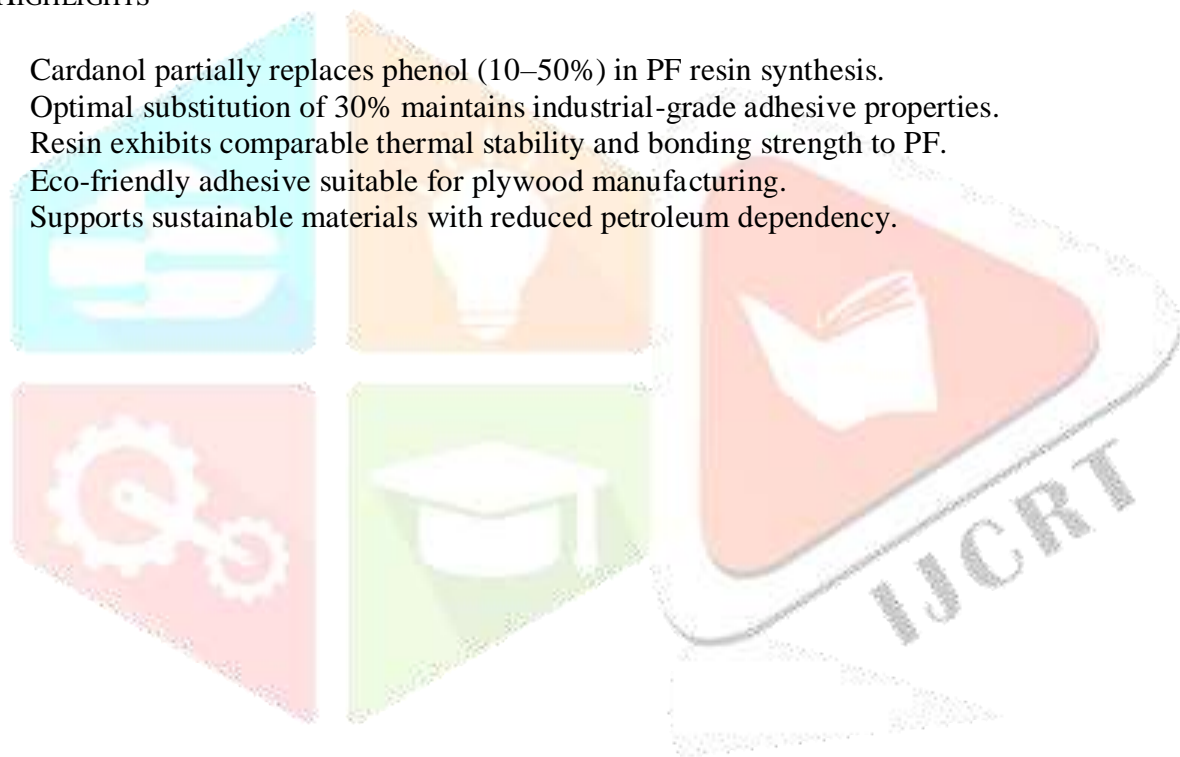 HIGHLIGHTS
Cardanol partially replaces phenol (10–50%) in PF resin synthesis.
Optimal substitution of 30% maintains industrial-grade adhesive properties.
Resin exhibits comparable thermal stability and bonding strength to PF.
Eco-friendly adhesive suitable for plywood manufacturing.
Supports sustainable materials with reduced petroleum dependency.
IJCRT